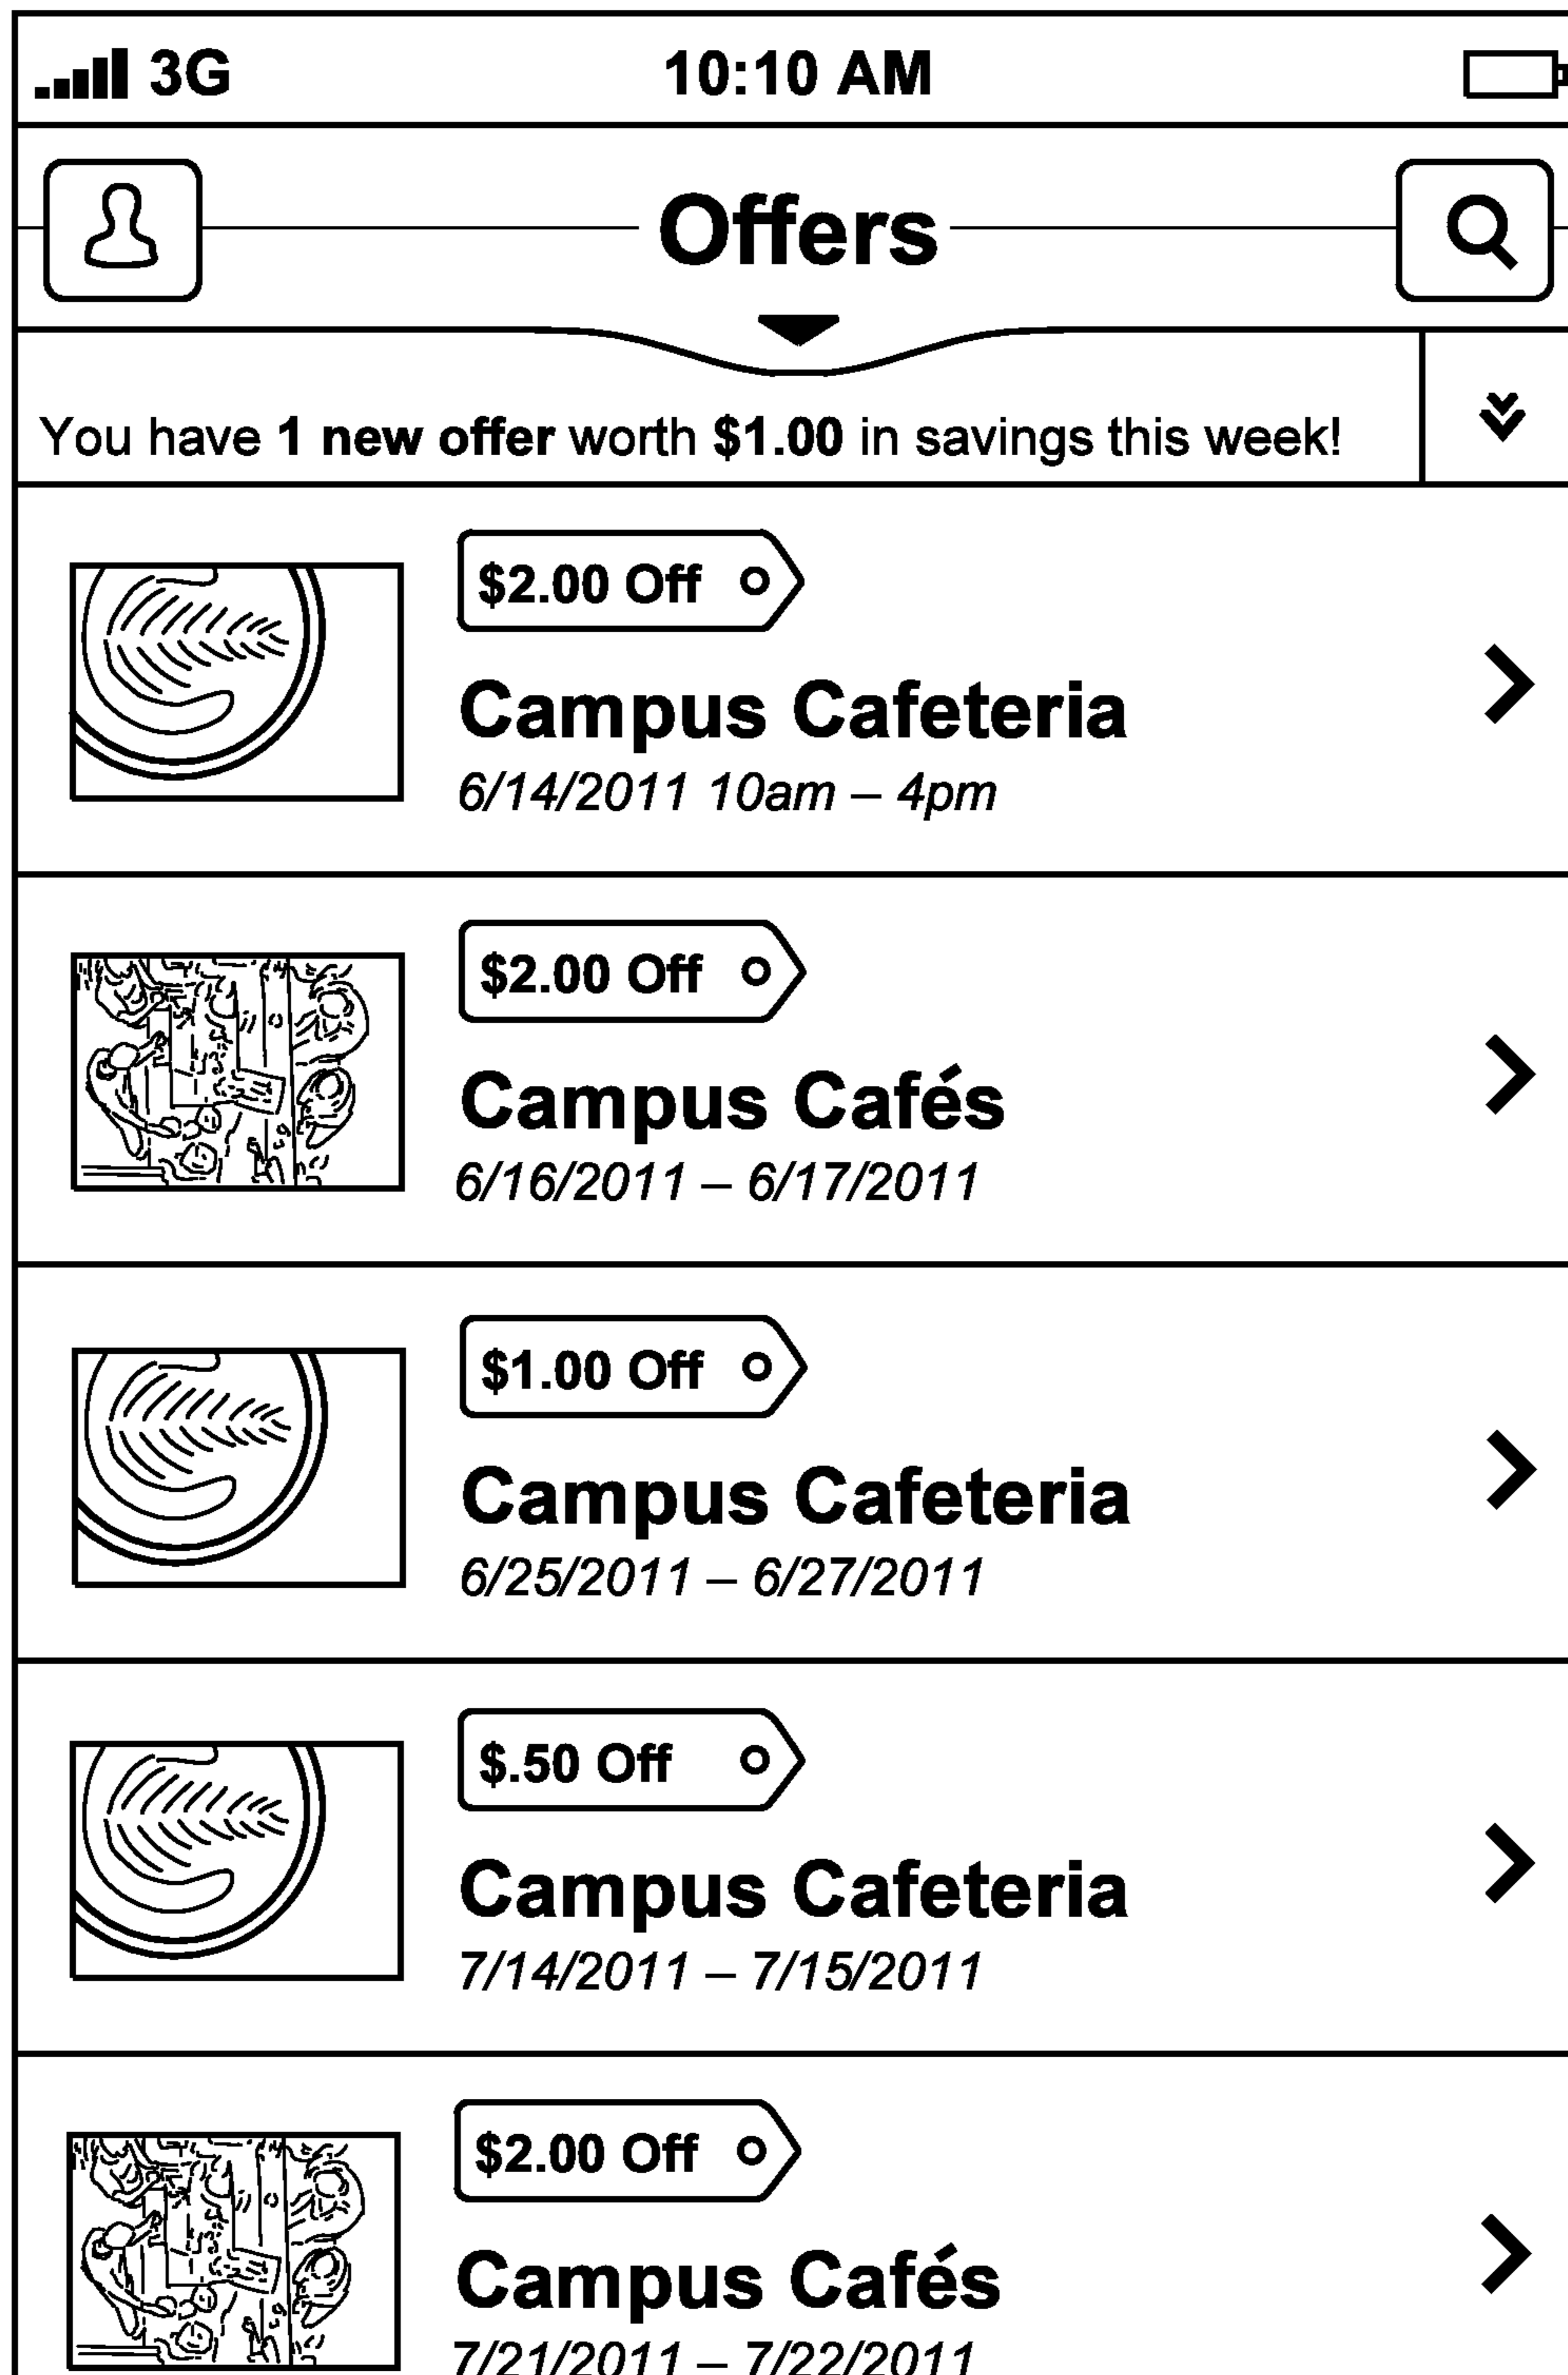 3G 10:10 AM
Offers
You have 1 new offer worth $1.00 in savings this week!
$2.00 Off
Campus Cafeteria
6/14/2011 10am – 4pm
$2.00 Off
Campus Cafés
6/16/2011 – 6/17/2011
$1.00 Off
Campus Cafeteria
6/25/2011 – 6/27/2011
$.50 Off
Campus Cafeteria
7/14/2011 – 7/15/2011
$2.00 Off
Campus Cafés
7/21/2011 – 7/22/2011